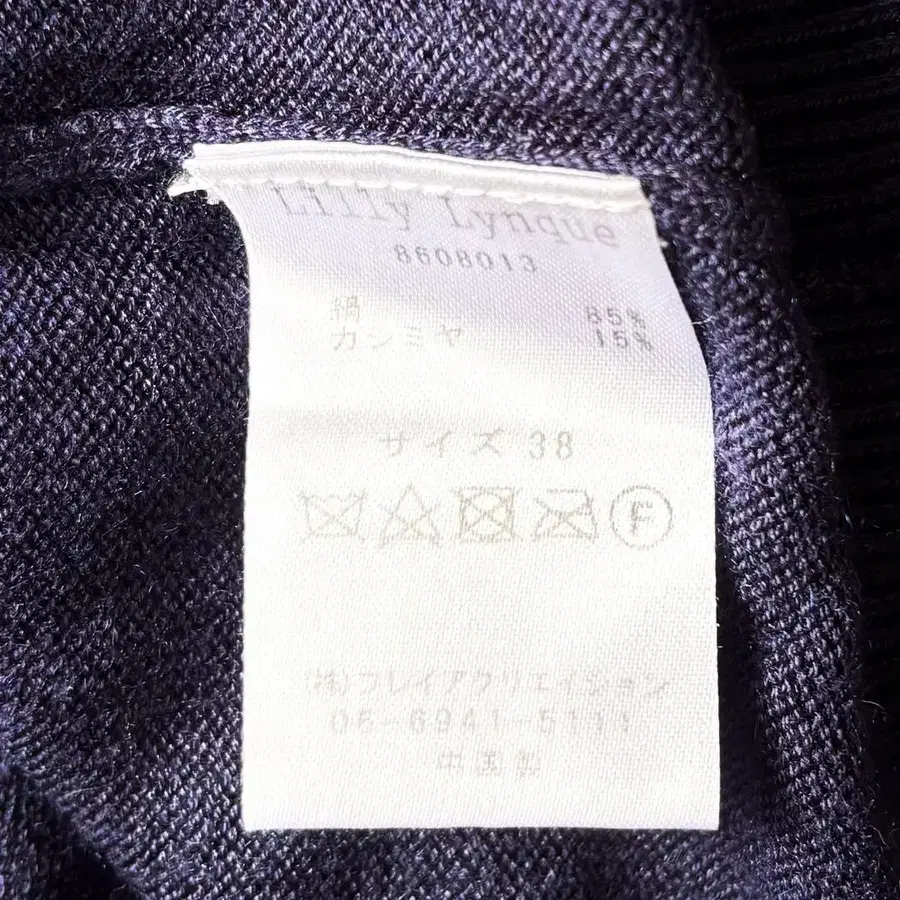 Lilly Lynque
8608013
絹 85%
カシミヤ 15%
サイズ 38
F
(株)フレイアクリエイション
06-6941-5111
中国製